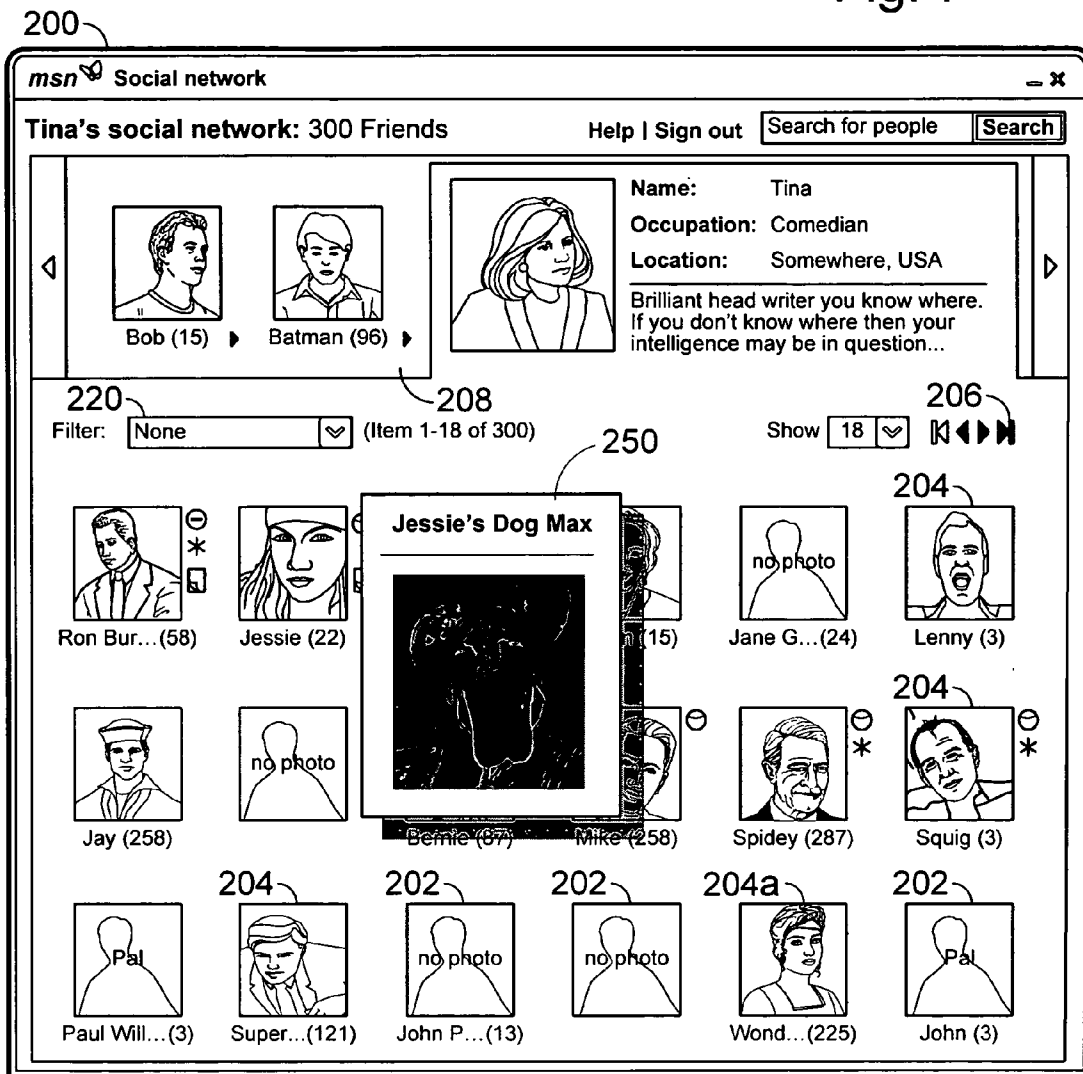 200
msn Social network
Tina's social network: 300 Friends
Help | Sign out
Search for people
Search
Name: Tina
Occupation: Comedian
Location: Somewhere, USA
Brilliant head writer you know where.
If you don't know where then your
intelligence may be in question...
Bob (15)
Batman (96)
220
208
206
Filter: None (Item 1-18 of 300)
Show 18
250
204
Jessie's Dog Max
no photo
Ron Bur...(58)
Jessie (22)
(15)
Jane G...(24)
Lenny (3)
204
no photo
Jay (258)
Bernie (87)
Mike (258)
Spidey (287)
Squig (3)
204
202
202
204a
202
Pal
no photo
no photo
Pal
Paul Will...(3)
Super...(121)
John P...(13)
Wond...(225)
John (3)